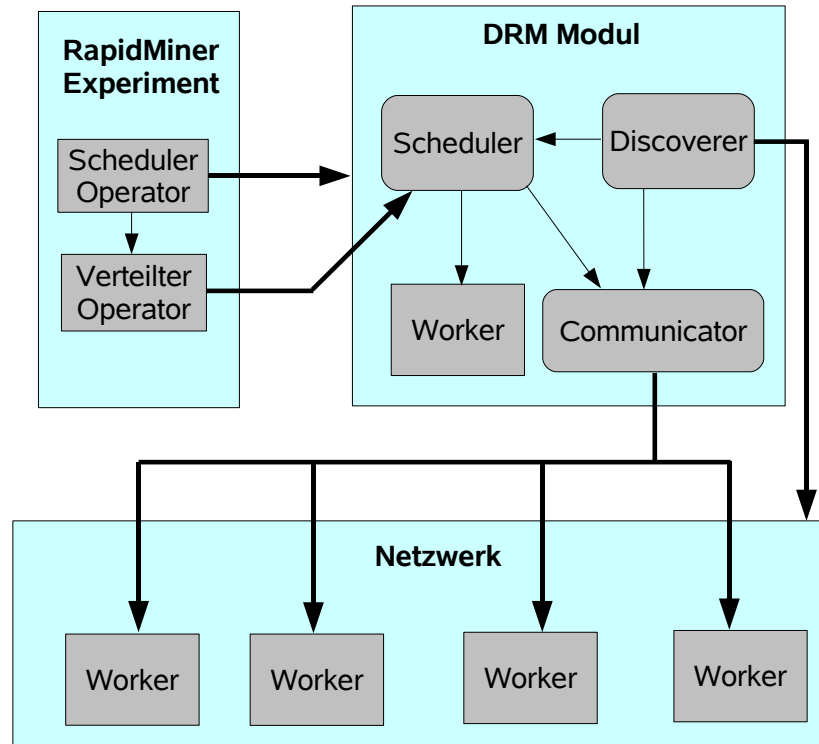 RapidMiner
Experiment
Scheduler
Operator
Verteilter
Operator
DRM Modul
Scheduler
Discoverer
Worker
Communicator
Netzwerk
Worker
Worker
Worker
Worker